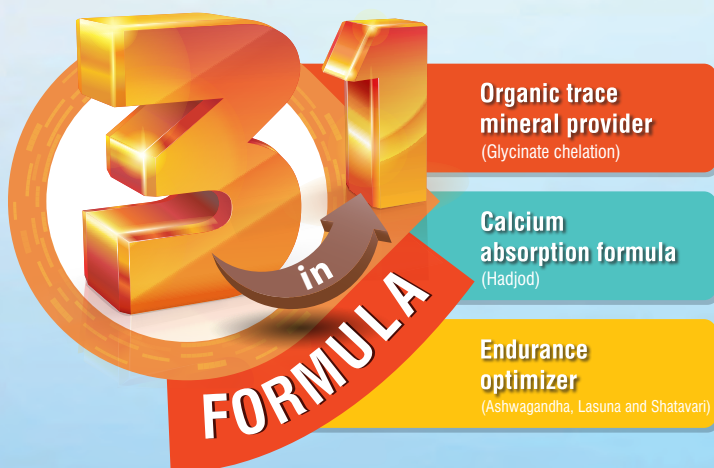 3 in 1
FORMULA
Organic trace
mineral provider
(Glycinate chelation)
Calcium
absorption formula
(Hadjod)
Endurance
optimizer
(Ashwagandha, Lasuna and Shatavari)